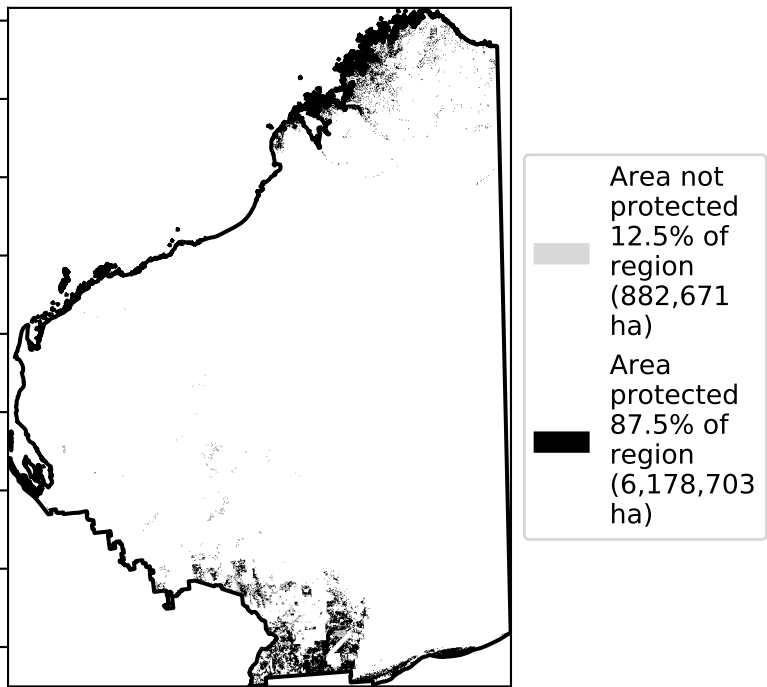 Area not
protected
12.5% of
region
(882,671
ha)
Area
protected
87.5% of
region
(6,178,703
ha)